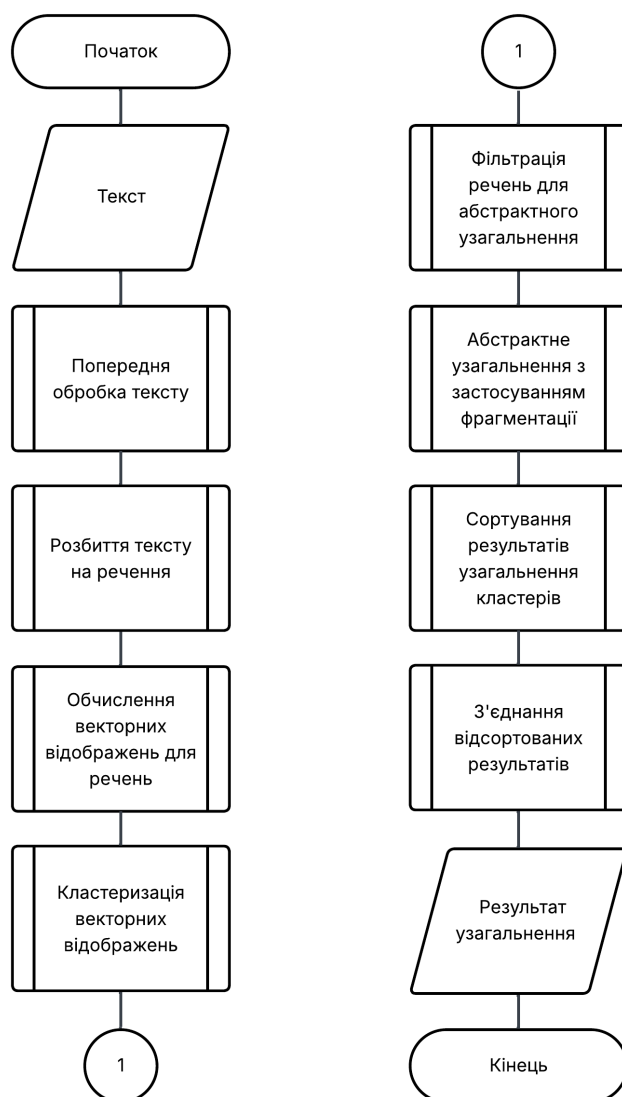 Початок
Текст
Попередня
обробка тексту
Розбиття тексту
на речення
Обчислення
векторних
відображень для
речень
Кластеризація
векторних
відображень
1
1
Фільтрація
речень для
абстрактного
узагальнення
Абстрактне
узагальнення з
застосуванням
фрагментації
Сортування
результатів
узагальнення
кластерів
З'єднання
відсортованих
результатів
Результат
узагальнення
Кінець